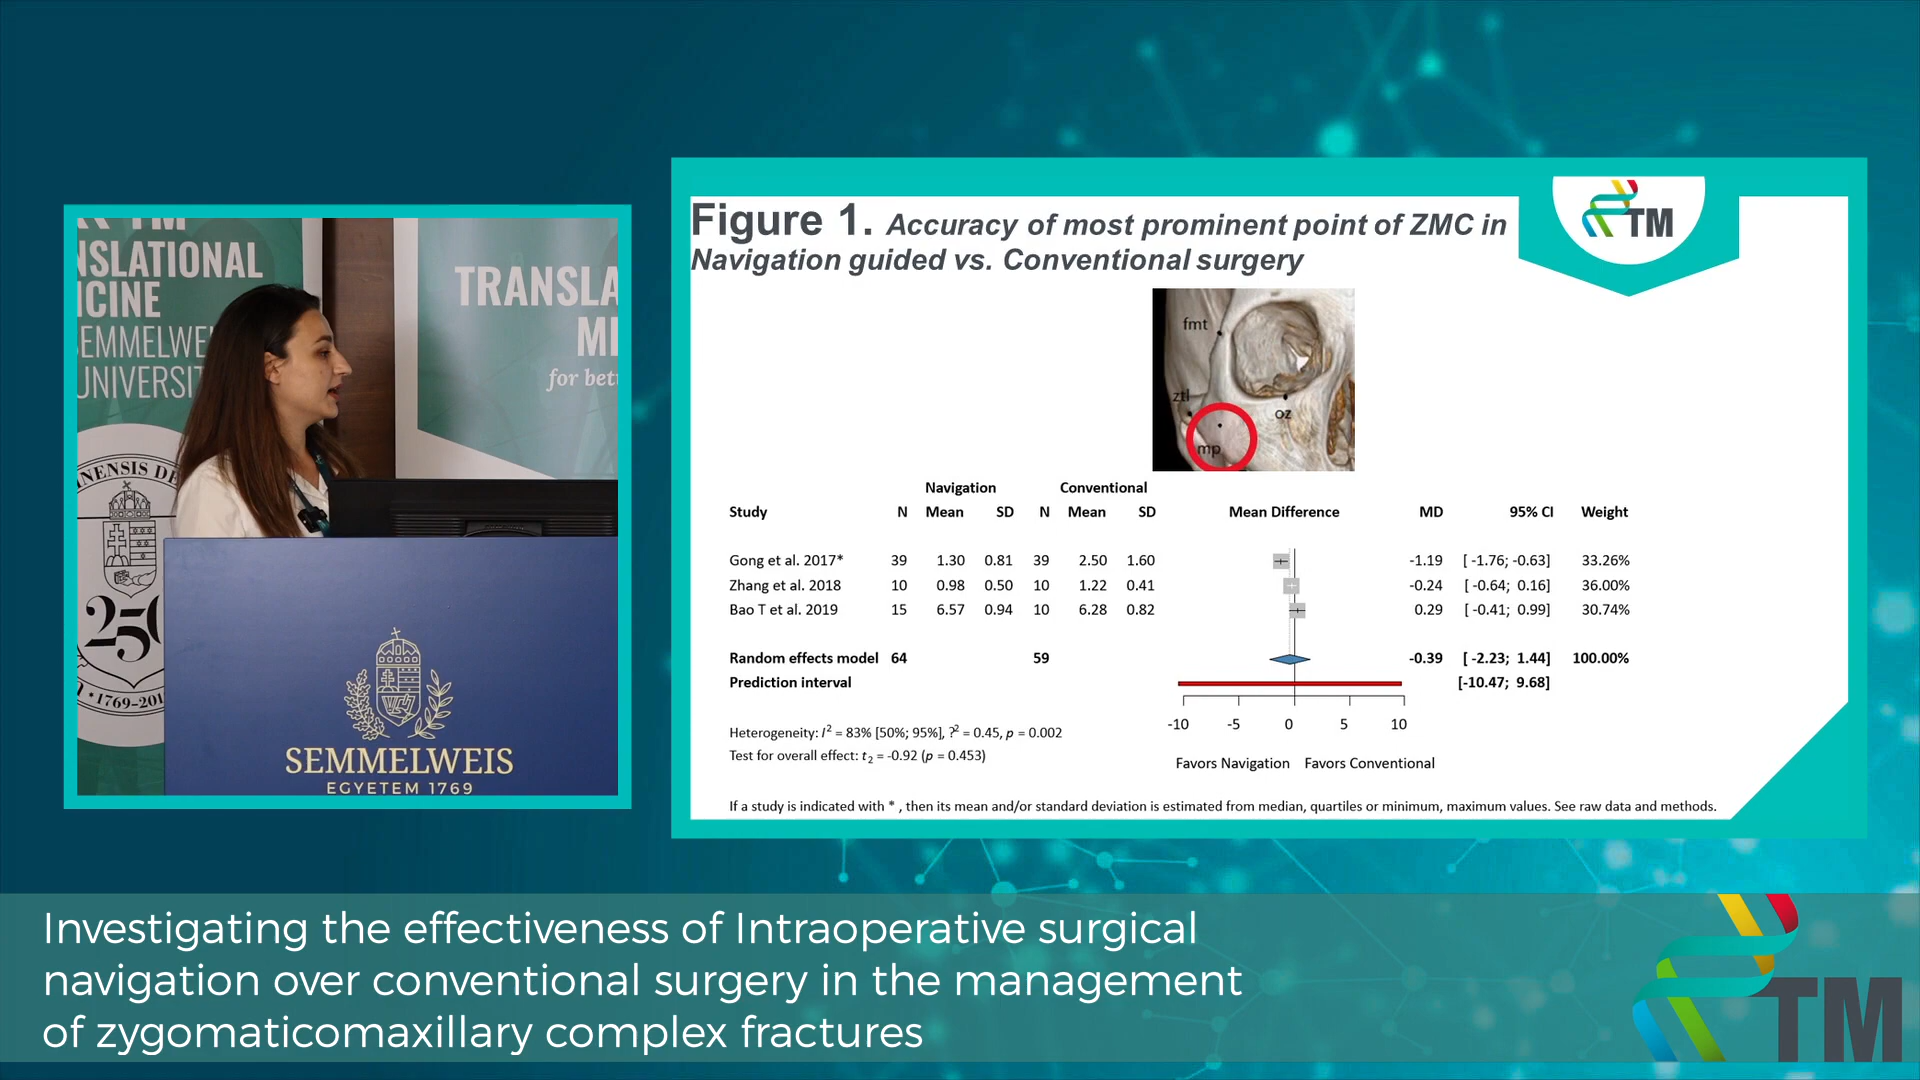 NSLATIONAL
ICINE
EMMELWE
UNIVERSIT
TRANSLA
for bet
1769-201
SEMMELWEIS
EGYETEM 1769
TM
Figure 1. Accuracy of most prominent point of ZMC in
Navigation guided vs. Conventional surgery
fmt
ztl
oz
mp
Navigation Conventional
Study N Mean SD N Mean SD Mean Difference MD 95% CI Weight
Gong et al. 2017* 39 1.30 0.81 39 2.50 1.60 -1.19 [ -1.76; -0.63] 33.26%
Zhang et al. 2018 10 0.98 0.50 10 1.22 0.41 -0.24 [ -0.64; 0.16] 36.00%
Bao T et al. 2019 15 6.57 0.94 10 6.28 0.82 0.29 [ -0.41; 0.99] 30.74%
Random effects model 64 59 -0.39 [ -2.23; 1.44] 100.00%
Prediction interval [-10.47; 9.68]
-10 -5 0 5 10
Heterogeneity: I² = 83% [50%; 95%], ?² = 0.45, p = 0.002
Test for overall effect: t₂ = -0.92 (p = 0.453)
Favors Navigation Favors Conventional
If a study is indicated with * , then its mean and/or standard deviation is estimated from median, quartiles or minimum, maximum values. See raw data and methods.
Investigating the effectiveness of Intraoperative surgical
navigation over conventional surgery in the management
of zygomaticomaxillary complex fractures
TM